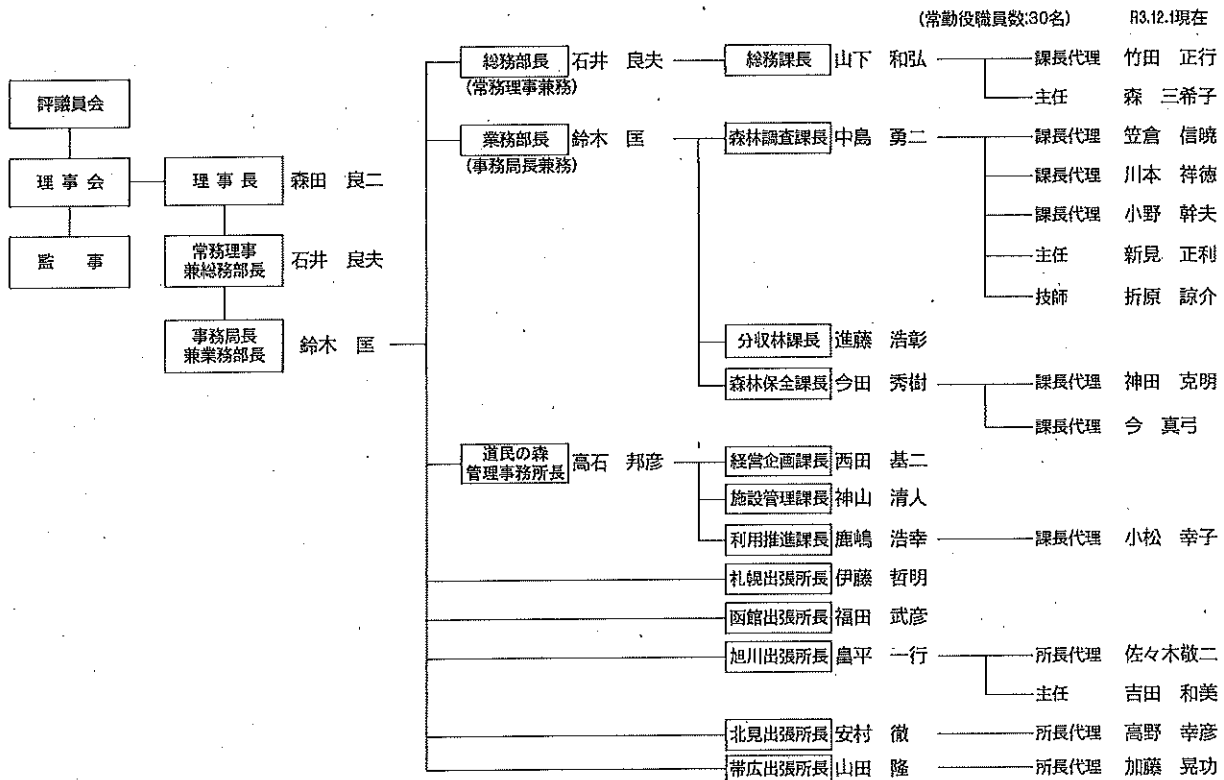 (常勤役職員数:30名) R3.12.1現在
評議員会
理事会
監事
理事長 森田 良二
常務理事
兼総務部長 石井 良夫
事務局長
兼業務部長 鈴木 匡
総務部長 石井 良夫
(常務理事兼務)
総務課長 山下 和弘
課長代理 竹田 正行
主任 森 三希子
業務部長 鈴木 匡
(事務局長兼務)
森林調査課長 中島 勇二
課長代理 笠倉 信暁
課長代理 川本 祥徳
課長代理 小野 幹夫
主任 新見 正利
技師 折原 諒介
分収林課長 進藤 浩彰
森林保全課長 今田 秀樹
課長代理 神田 克明
課長代理 今 真弓
道民の森
管理事務所長 高石 邦彦
経営企画課長 西田 基二
施設管理課長 神山 清人
利用推進課長 鹿嶋 浩幸
課長代理 小松 幸子
札幌出張所長 伊藤 哲明
函館出張所長 福田 武彦
旭川出張所長 畠平 一行
所長代理 佐々木敬二
主任 吉田 和美
北見出張所長 安村 徹
所長代理 高野 幸彦
帯広出張所長 山田 隆
所長代理 加藤 晃功